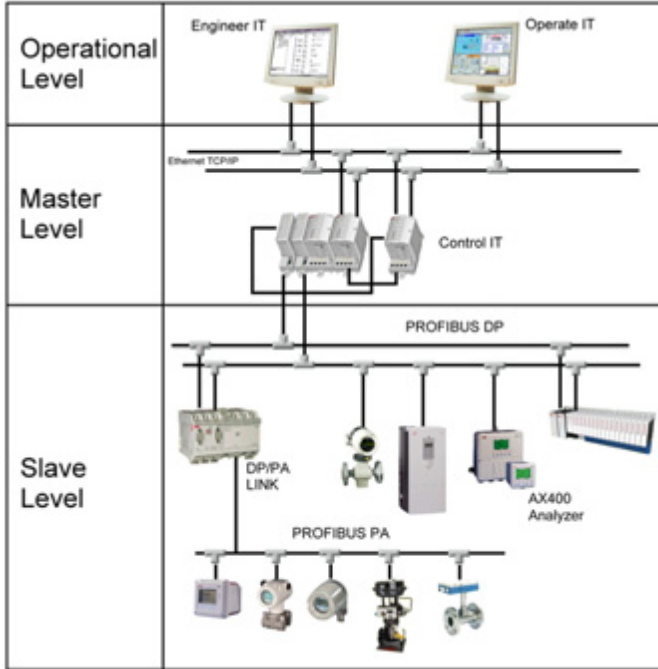 Operational
Level
Engineer IT
Operate IT
Master
Level
Ethernet TCP/IP
Control IT
Slave
Level
PROFIBUS DP
DP/PA
LINK
AX400
Analyzer
PROFIBUS PA